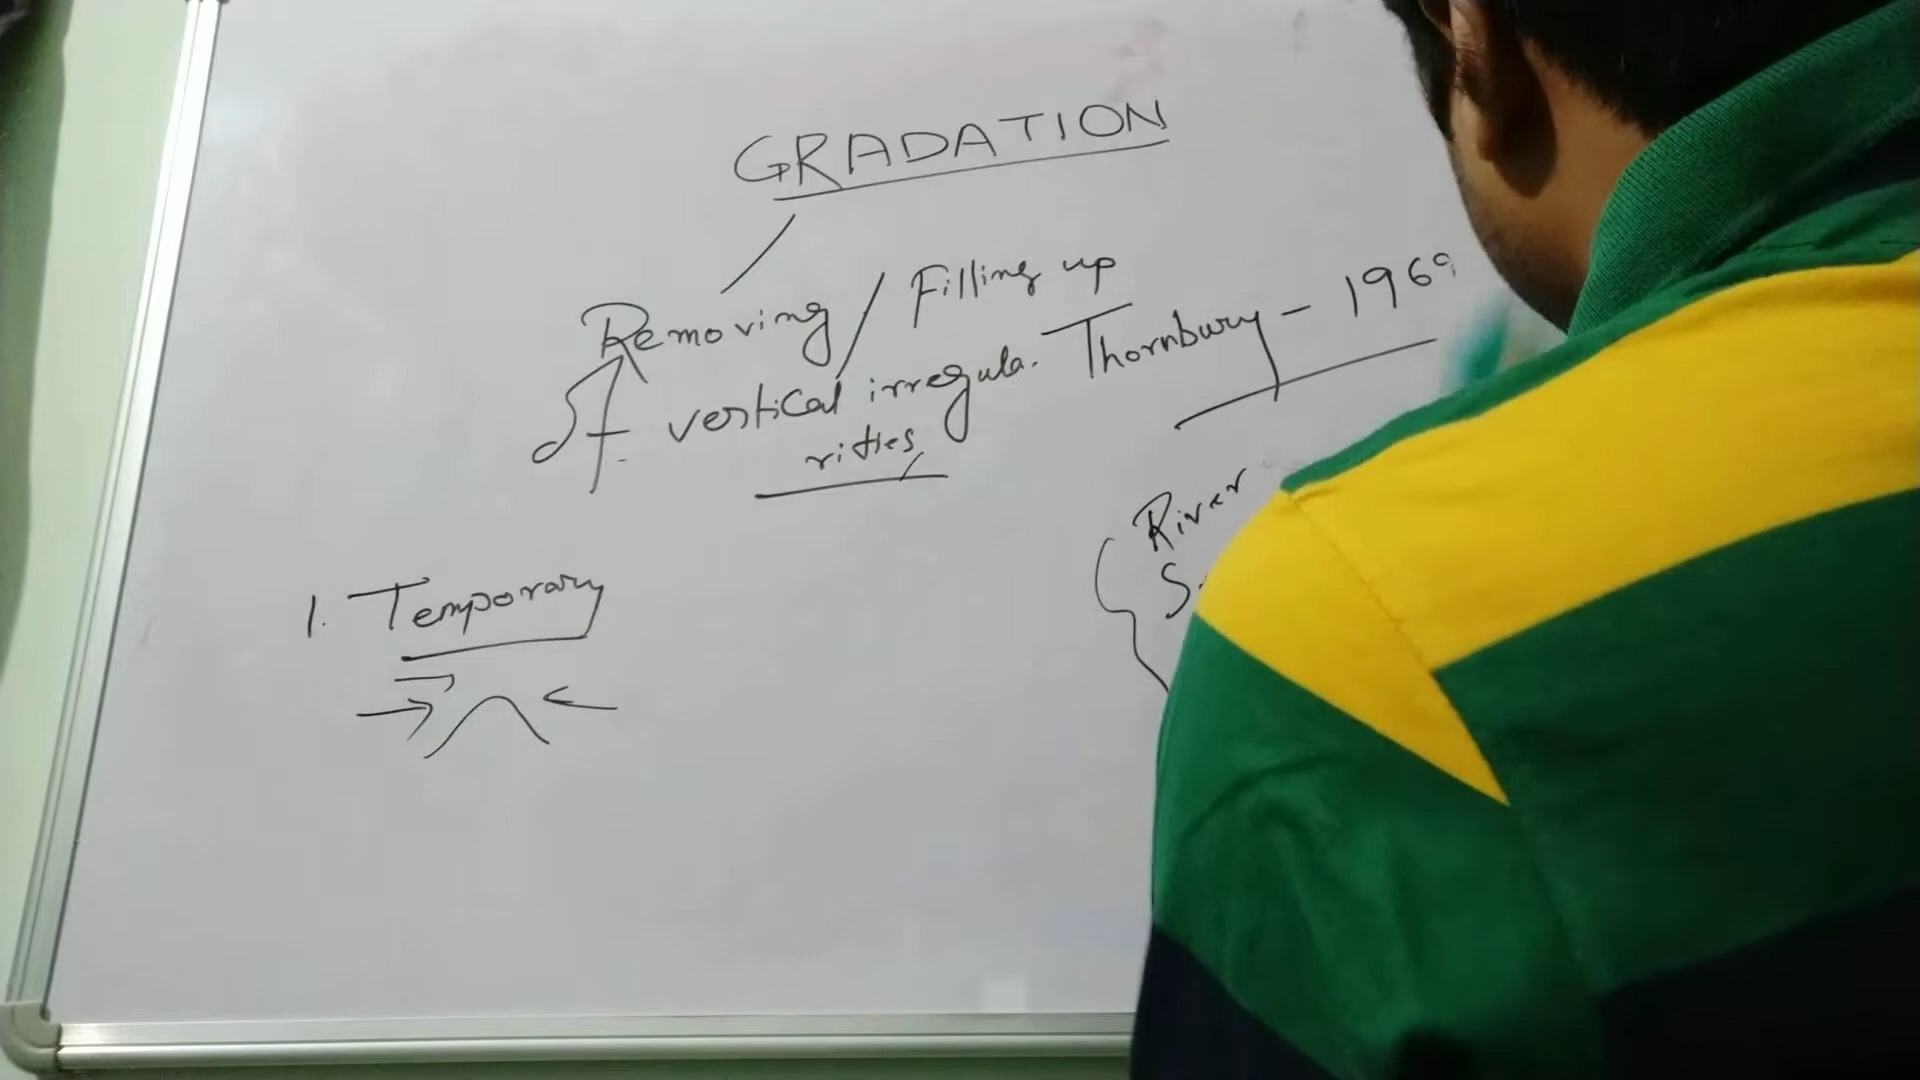 GRADATION
Removing / Filling up
of vertical irregula. Thornbury - 1969
rities
River
1. Temporary